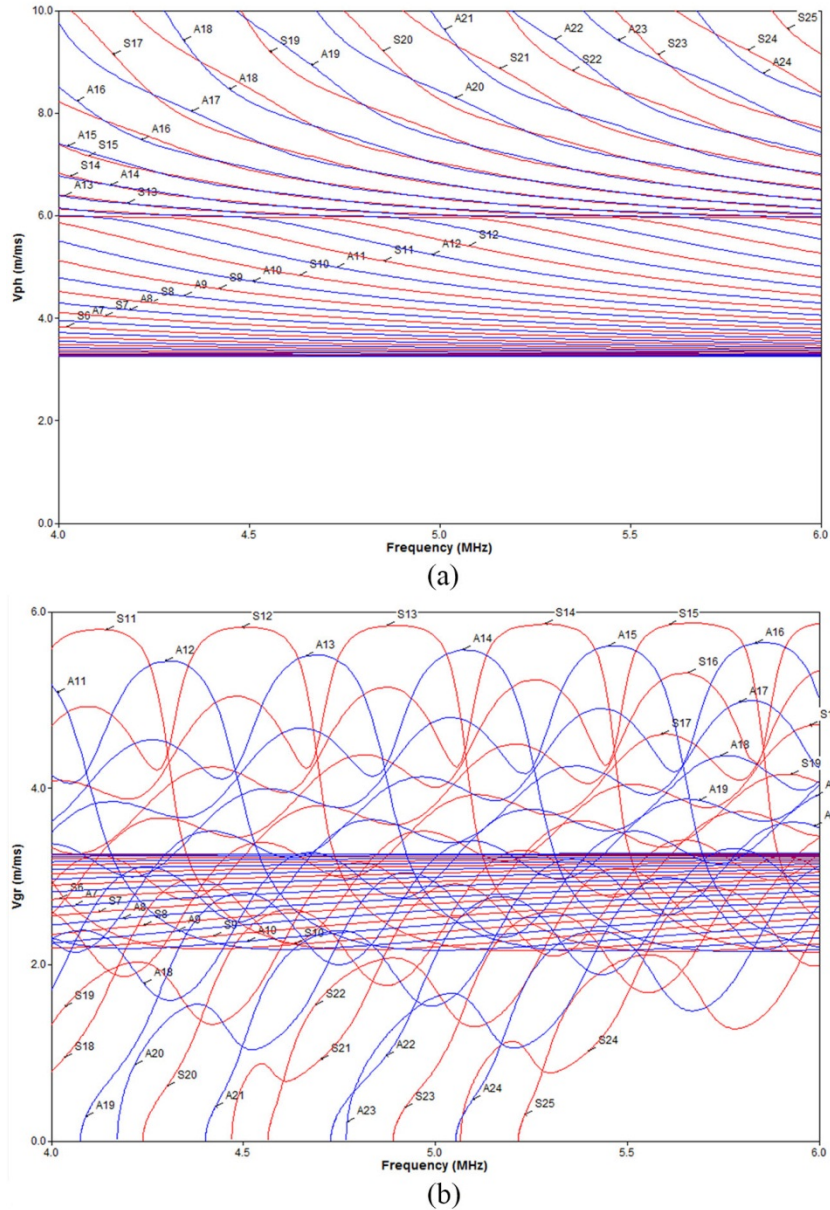 10.0
8.0
6.0
4.0
2.0
0.0
Vph (m/ms)
S17
A18
S19
A19
S20
A21
S21
A22
S22
A23
S23
S24
A24
S25
A16
A18
A17
A20
A15
S15
A16
S14
A14
A13
S13
S6
A7
S7
A8
S8
A9
S9
A10
S10
A11
S11
A12
S12
4.0
4.5
5.0
5.5
6.0
Frequency (MHz)
(a)
6.0
4.0
2.0
0.0
Vgr (m/ms)
S11
S12
S13
S14
S15
A11
A12
A13
A14
A15
A16
S16
A17
S17
A18
S19
A19
S6
A7
S7
A8
S8
A9
S9
A10
S10
S19
A18
S18
A20
S20
A19
A21
S22
S21
A22
A23
S23
A24
S24
S25
4.0
4.5
5.0
5.5
6.0
Frequency (MHz)
(b)